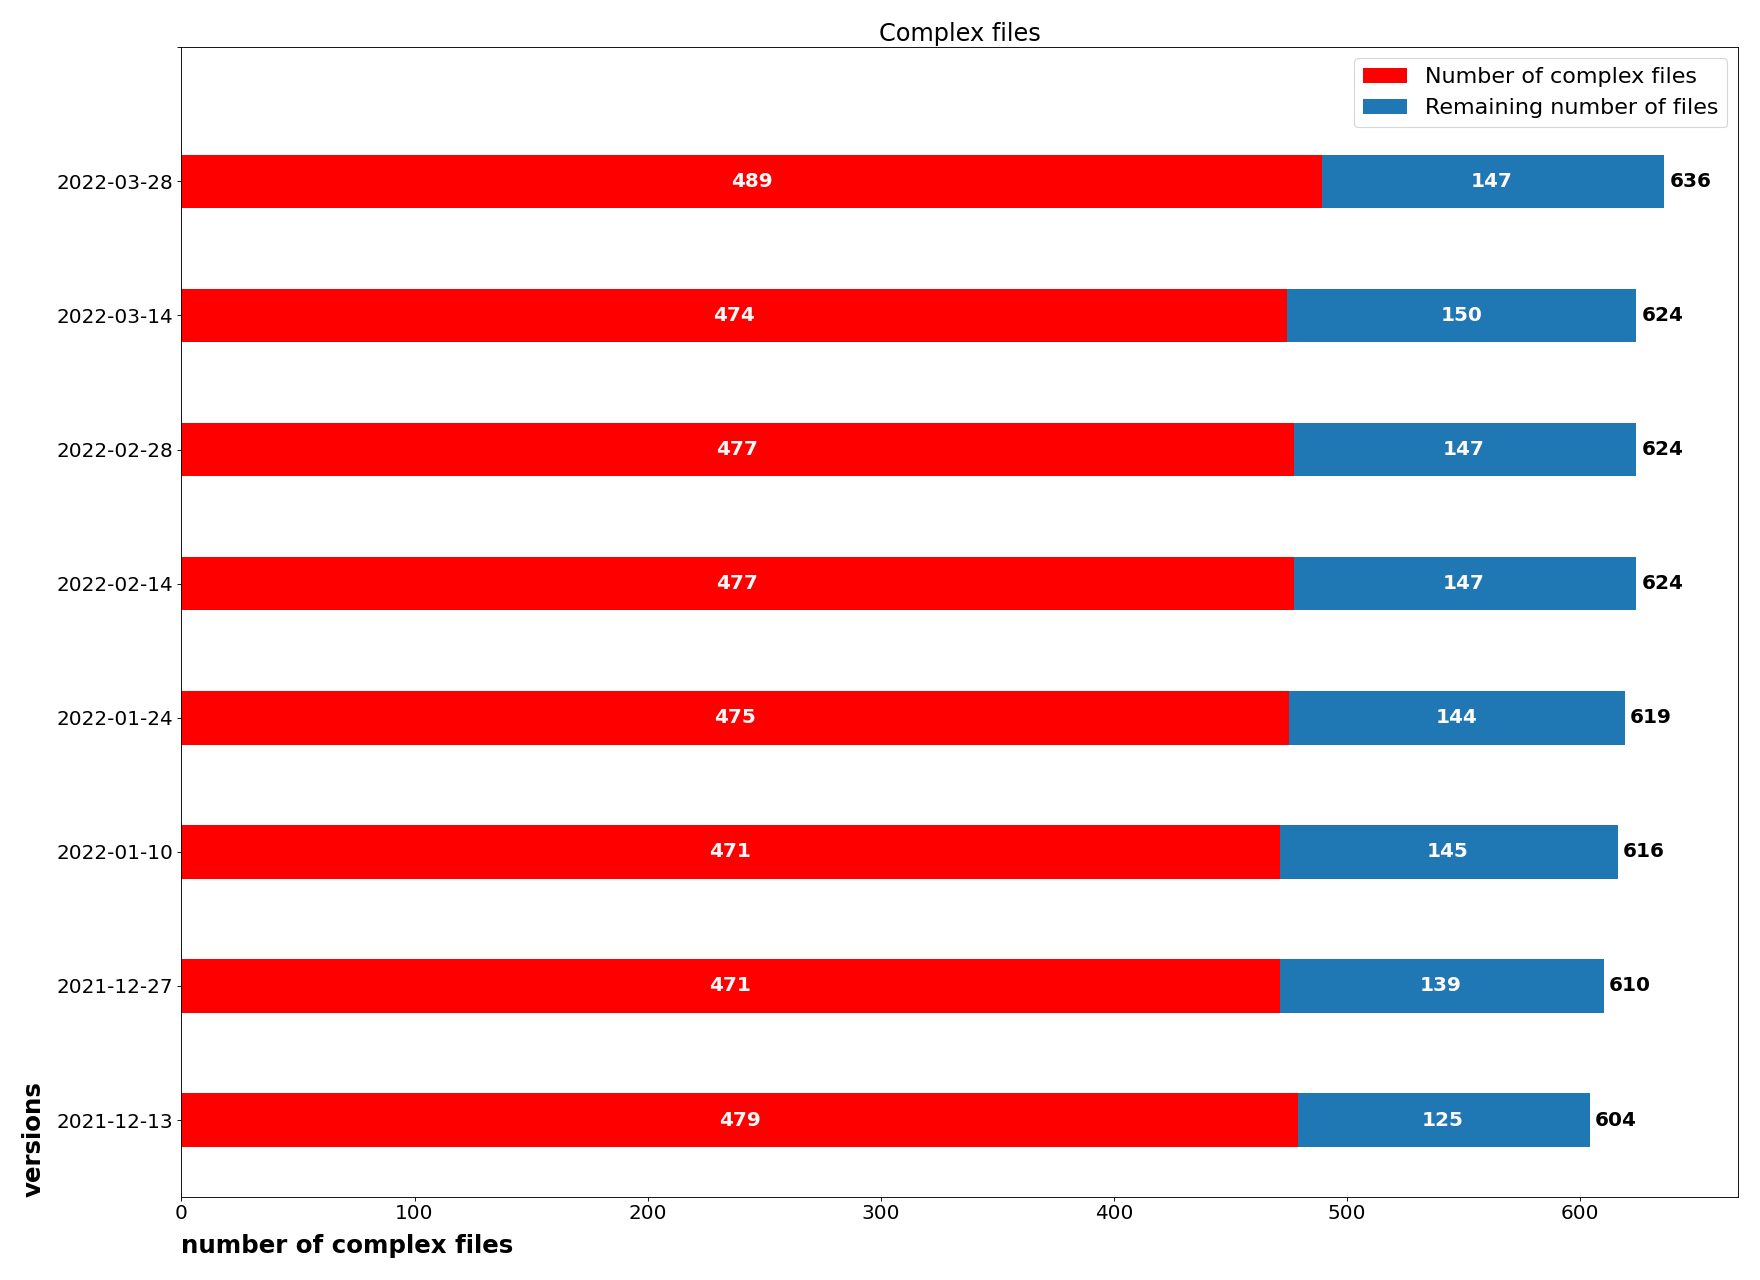 Complex files
Number of complex files
Remaining number of files
2022-03-28 489 147 636
2022-03-14 474 150 624
2022-02-28 477 147 624
2022-02-14 477 147 624
2022-01-24 475 144 619
2022-01-10 471 145 616
2021-12-27 471 139 610
2021-12-13 479 125 604
versions
0 100 200 300 400 500 600
number of complex files